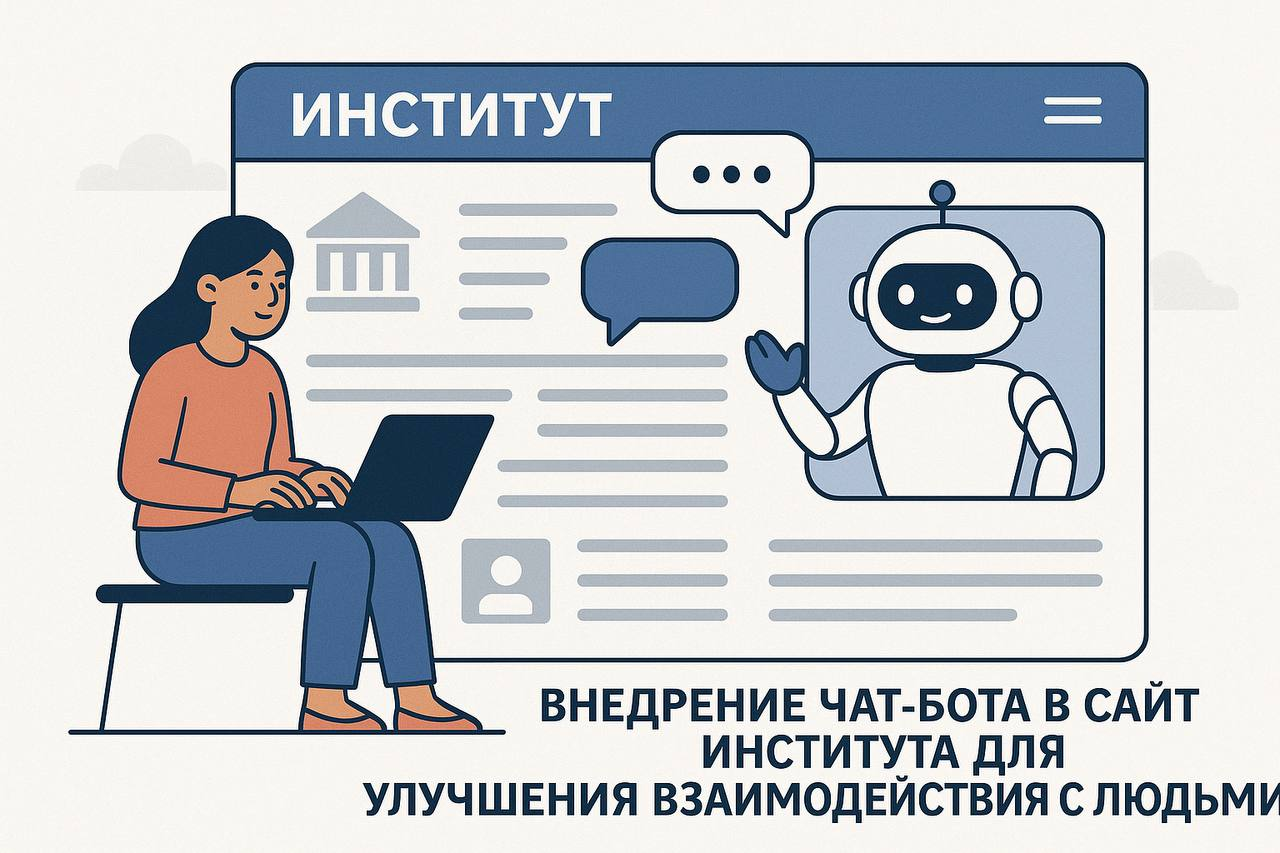 ИНСТИТУТ
ВНЕДРЕНИЕ ЧАТ-БОТА В САЙТ
ИНСТИТУТА ДЛЯ
УЛУЧШЕНИЯ ВЗАИМОДЕЙСТВИЯ С ЛЮДЬМИ